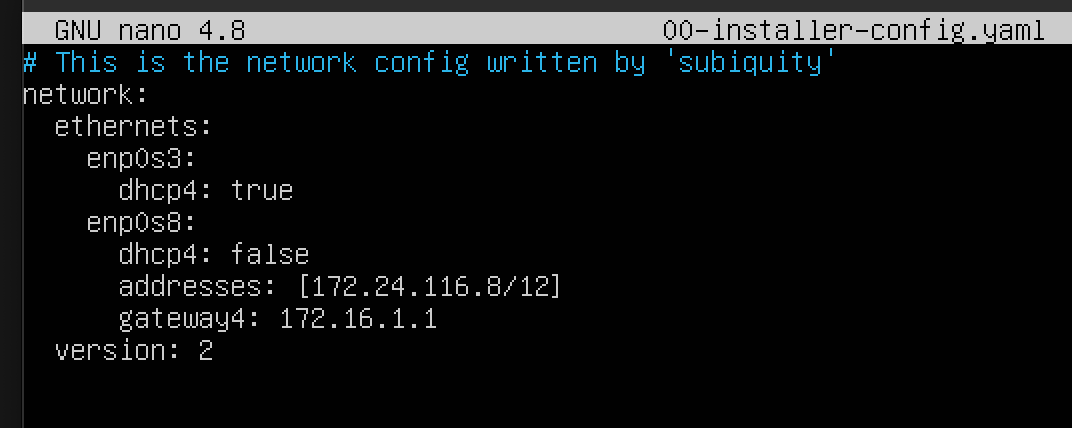 GNU nano 4.8 00-installer-config.yaml
# This is the network config written by 'subiquity'
network:
  ethernets:
    enp0s3:
      dhcp4: true
    enp0s8:
      dhcp4: false
      addresses: [172.24.116.8/12]
      gateway4: 172.16.1.1
  version: 2